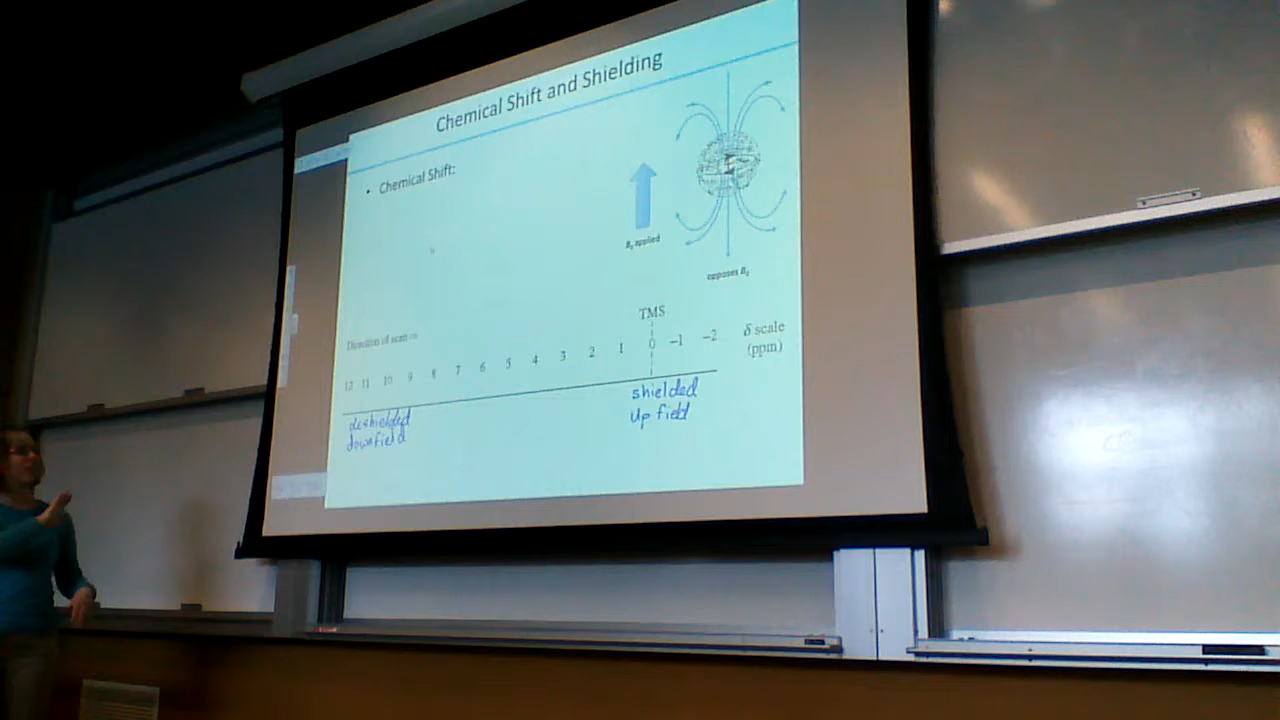 Chemical Shift and Shielding
• Chemical Shift:
B₀ applied
opposes B₀
TMS
Direction of scan
12 11 10 9 8 7 6 5 4 3 2 1 0 −1 −2
δ scale
(ppm)
deshielded
downfield
shielded
up field